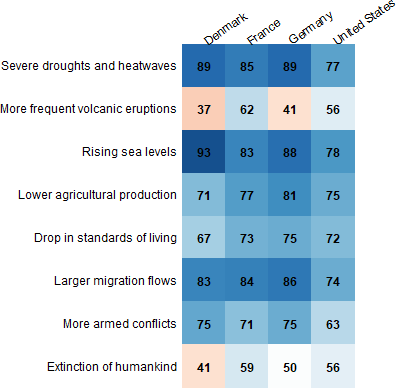 Denmark France Germany United States
Severe droughts and heatwaves 89 85 89 77
More frequent volcanic eruptions 37 62 41 56
Rising sea levels 93 83 88 78
Lower agricultural production 71 77 81 75
Drop in standards of living 67 73 75 72
Larger migration flows 83 84 86 74
More armed conflicts 75 71 75 63
Extinction of humankind 41 59 50 56